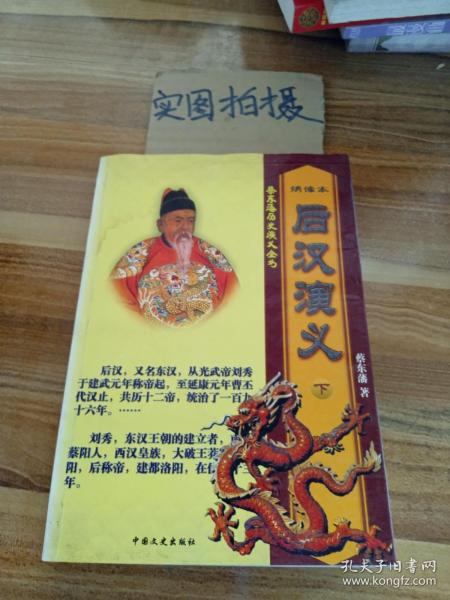 实图拍摄
绣像本
蔡东藩历史演义全书
后汉演义
下
蔡东藩 著
后汉，又名东汉，从光武帝刘秀
于建武元年称帝起，至延康元年曹丕
代汉止，共历十二帝，统治了一百九
十六年。……
刘秀，东汉王朝的建立者，
蔡阳人，西汉皇族，大破王莽
阳，后称帝，建都洛阳，在位
年。
中国文史出版社
孔夫子旧书网
www.kongfz.com